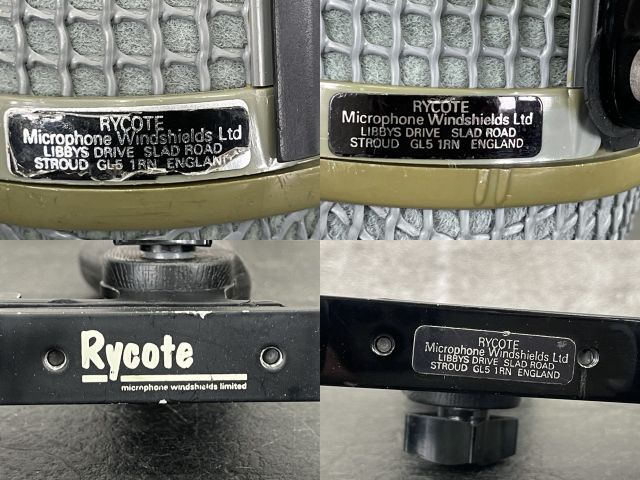 RYCOTE
Microphone Windshields Ltd
LIBBYS DRIVE SLAD ROAD
STROUD GL5 1RN ENGLAND
RYCOTE
Microphone Windshields Ltd
LIBBYS DRIVE SLAD ROAD
STROUD GL5 1RN ENGLAND
Rycote
microphone windshields limited
RYCOTE
Microphone Windshields Ltd
LIBBYS DRIVE SLAD ROAD
STROUD GL5 1RN ENGLAND